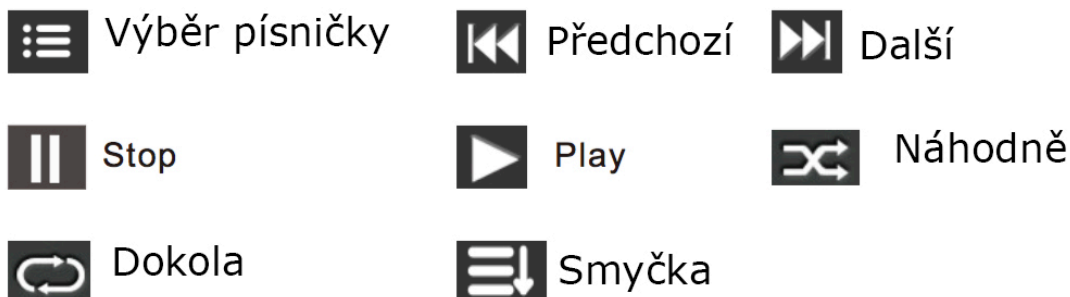 Výběr písničky
Předchozí
Další
Stop
Play
Náhodně
Dokola
Smyčka